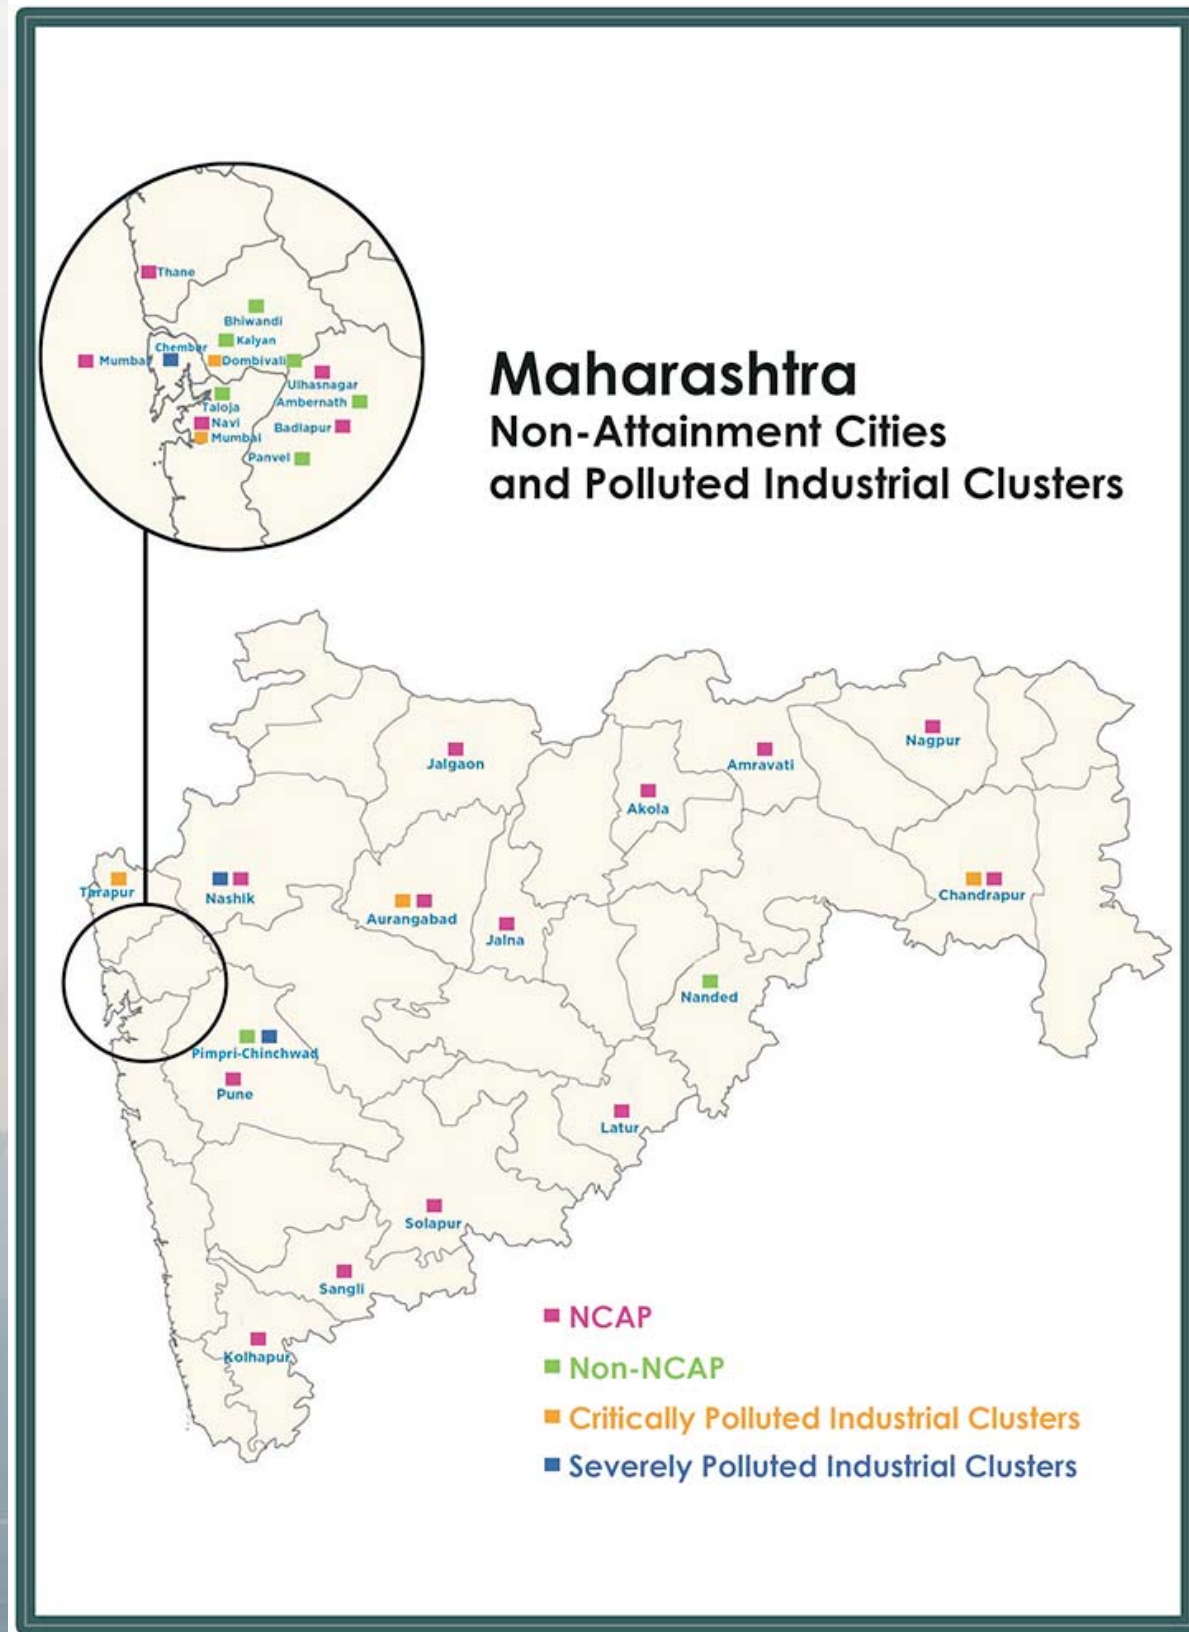 Thane
Bhiwandi
Kalyan
Chembur
Mumbai
Dombivali
Ulhasnagar
Ambernath
Taloja
Navi
Mumbai
Badlapur
Panvel
Maharashtra
Non-Attainment Cities
and Polluted Industrial Clusters
Nagpur
Jalgaon
Amravati
Akola
Tarapur
Nashik
Chandrapur
Aurangabad
Jalna
Nanded
Pimpri-Chinchwad
Pune
Latur
Solapur
Sangli
Kolhapur
NCAP
Non-NCAP
Critically Polluted Industrial Clusters
Severely Polluted Industrial Clusters